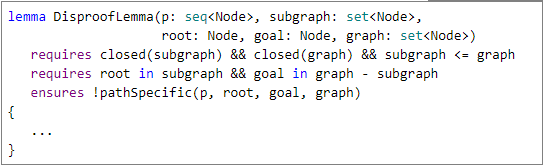 lemma DisproofLemma(p: seq<Node>, subgraph: set<Node>,
root: Node, goal: Node, graph: set<Node>)
requires closed(subgraph) && closed(graph) && subgraph <= graph
requires root in subgraph && goal in graph - subgraph
ensures !pathSpecific(p, root, goal, graph)
{
...
}